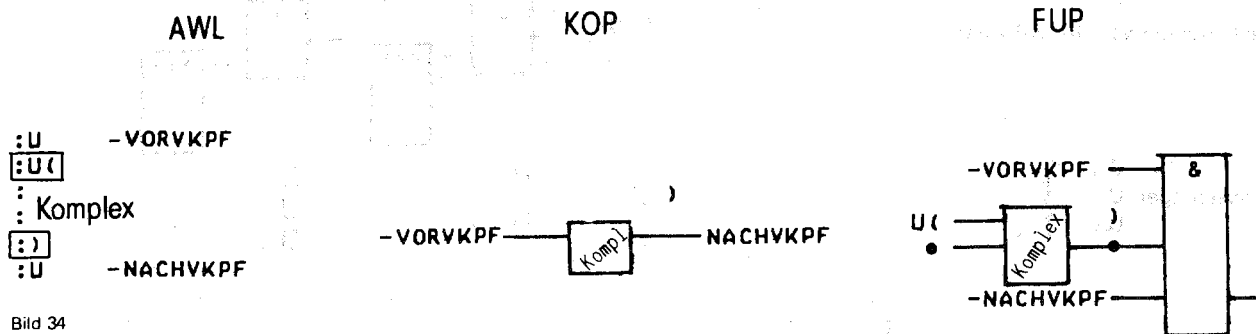 AWL
KOP
FUP
:U -VORVKPF
:U(
:
: Komplex
:)
:U -NACHVKPF
-VORVKPF Kompl ) NACHVKPF
-VORVKPF &
U( Komplex )
-NACHVKPF
Bild 34